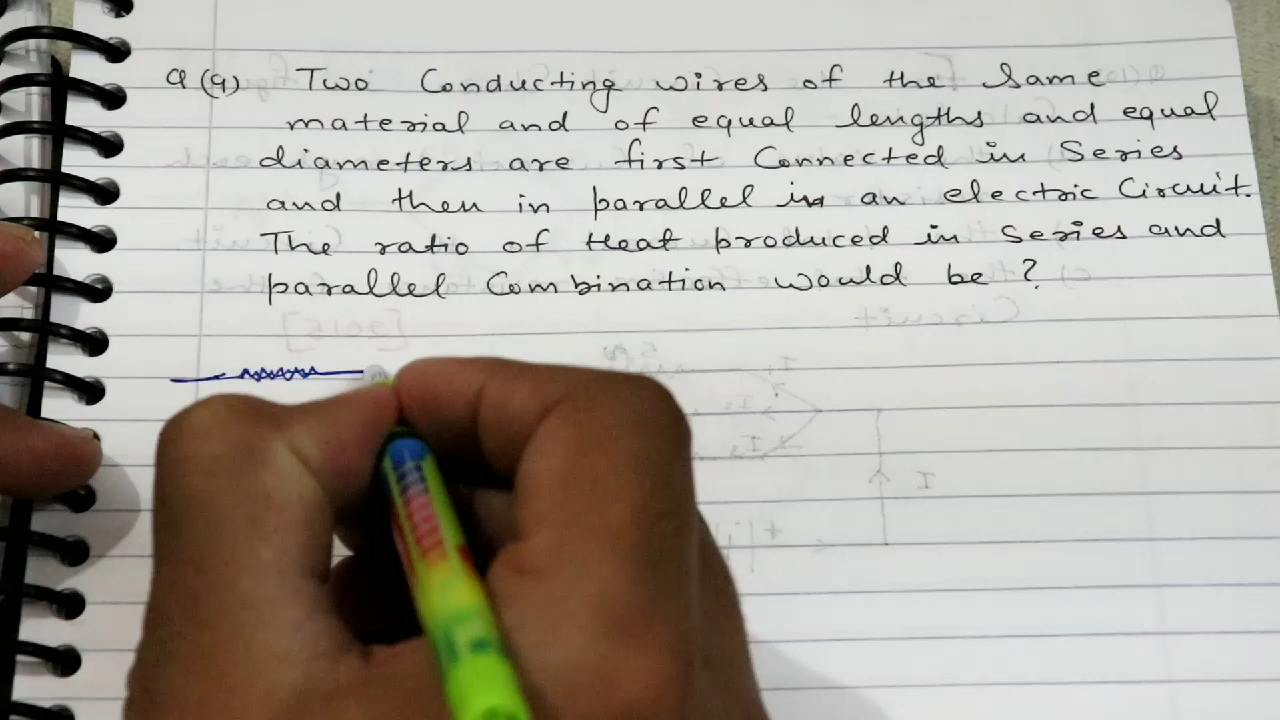 Q (9) Two Conducting wires of the same
material and of equal lengths and equal
diameters are first Connected in Series
and then in parallel in an electric Circuit.
The ratio of Heat produced in Series and
parallel Combination would be ?